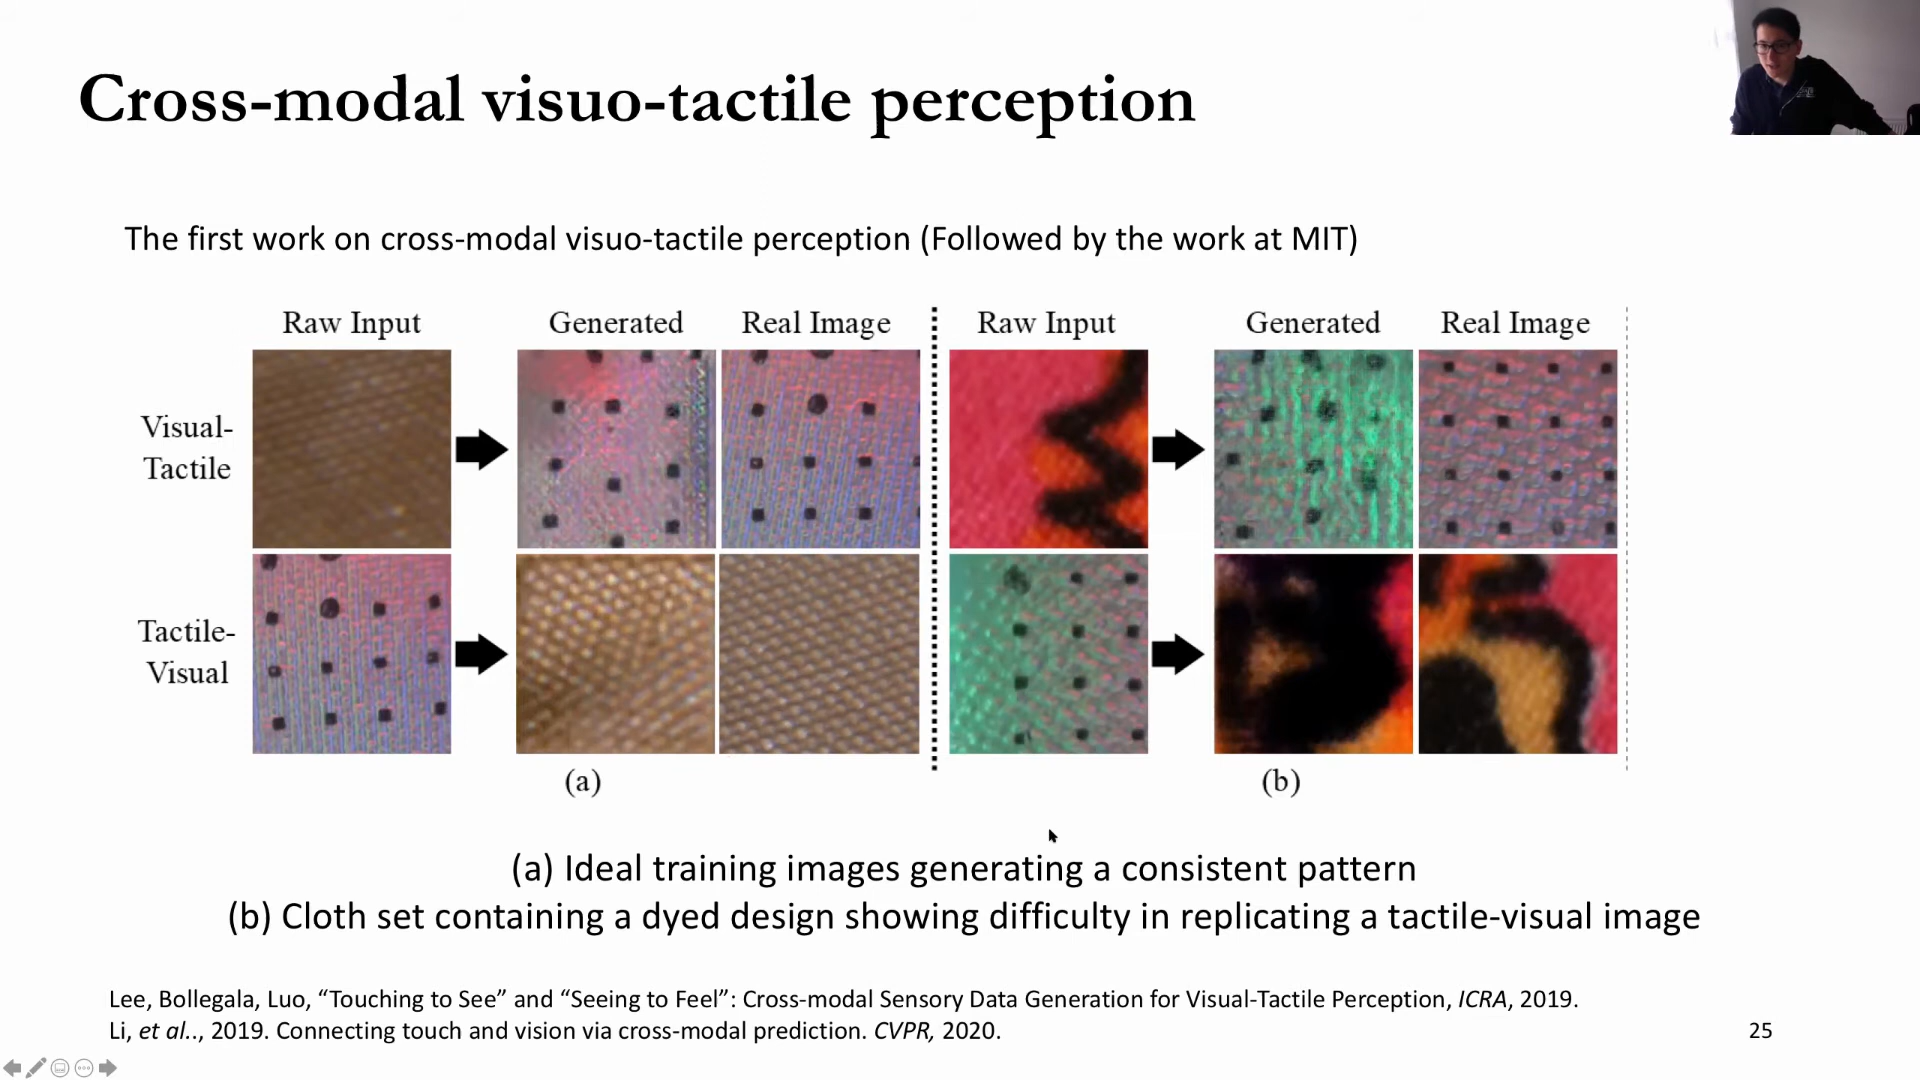 Cross-modal visuo-tactile perception
The first work on cross-modal visuo-tactile perception (Followed by the work at MIT)
Raw Input Generated Real Image Raw Input Generated Real Image
Visual-
Tactile
Tactile-
Visual
(a) (b)
(a) Ideal training images generating a consistent pattern
(b) Cloth set containing a dyed design showing difficulty in replicating a tactile-visual image
Lee, Bollegala, Luo, “Touching to See” and “Seeing to Feel”: Cross-modal Sensory Data Generation for Visual-Tactile Perception, ICRA, 2019.
Li, et al.., 2019. Connecting touch and vision via cross-modal prediction. CVPR, 2020.
25